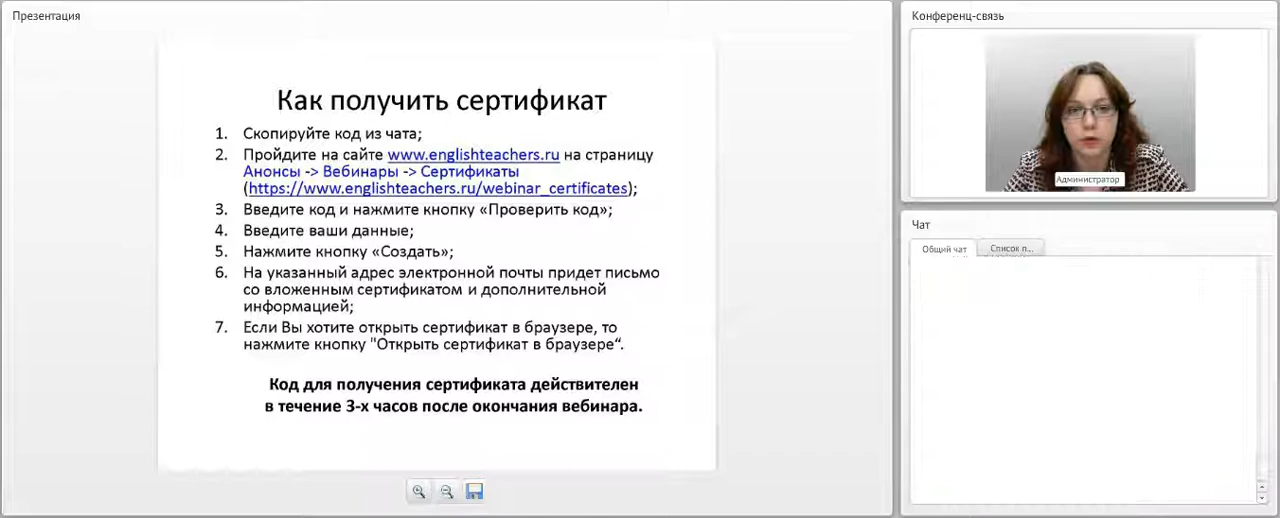 Презентация
Как получить сертификат
1. Скопируйте код из чата;
2. Пройдите на сайте www.englishteachers.ru на страницу
Анонсы -> Вебинары -> Сертификаты
(https://www.englishteachers.ru/webinar_certificates);
3. Введите код и нажмите кнопку «Проверить код»;
4. Введите ваши данные;
5. Нажмите кнопку «Создать»;
6. На указанный адрес электронной почты придет письмо
со вложенным сертификатом и дополнительной
информацией;
7. Если Вы хотите открыть сертификат в браузере, то
нажмите кнопку "Открыть сертификат в браузере“.
Код для получения сертификата действителен
в течение 3-х часов после окончания вебинара.
Конференц-связь
Администратор
Чат
Общий чат
Список п...